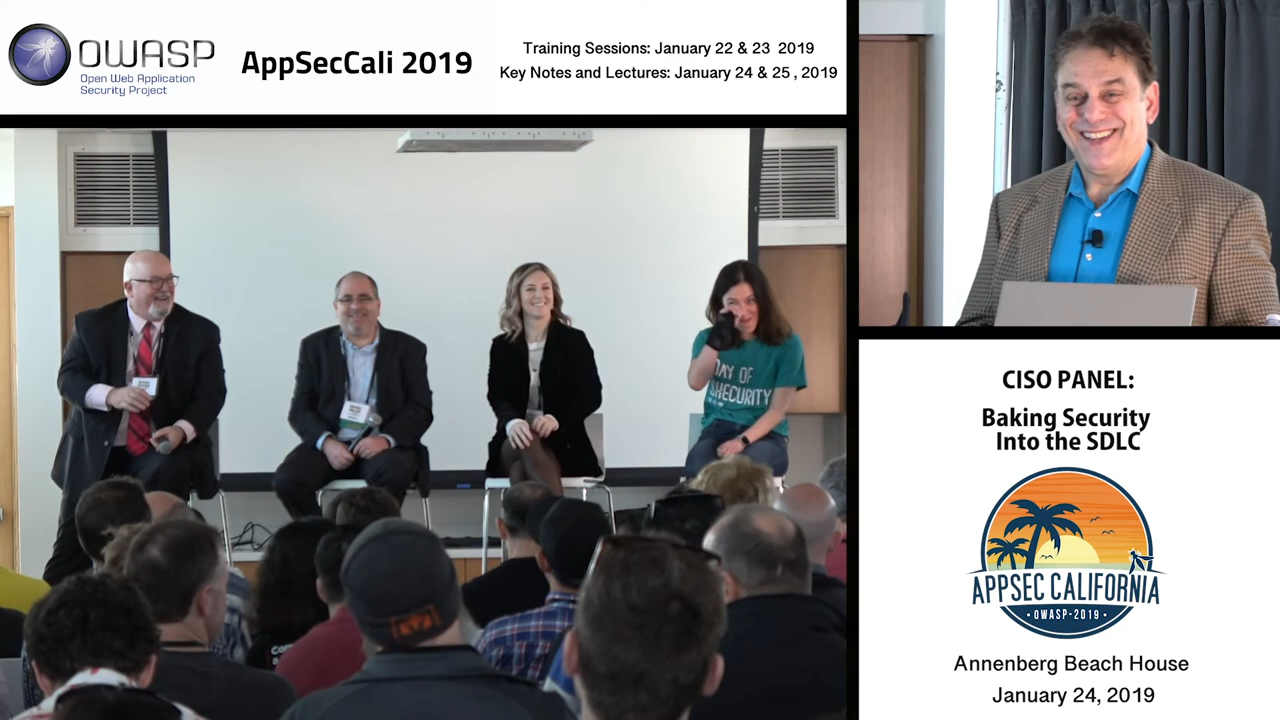 OWASP
Open Web Application
Security Project
AppSecCali 2019
Training Sessions: January 22 & 23 2019
Key Notes and Lectures: January 24 & 25, 2019
DAY OF
SHECURITY
CISO PANEL:
Baking Security
Into the SDLC
APPSEC CALIFORNIA
• OWASP-2019 •
Annenberg Beach House
January 24, 2019